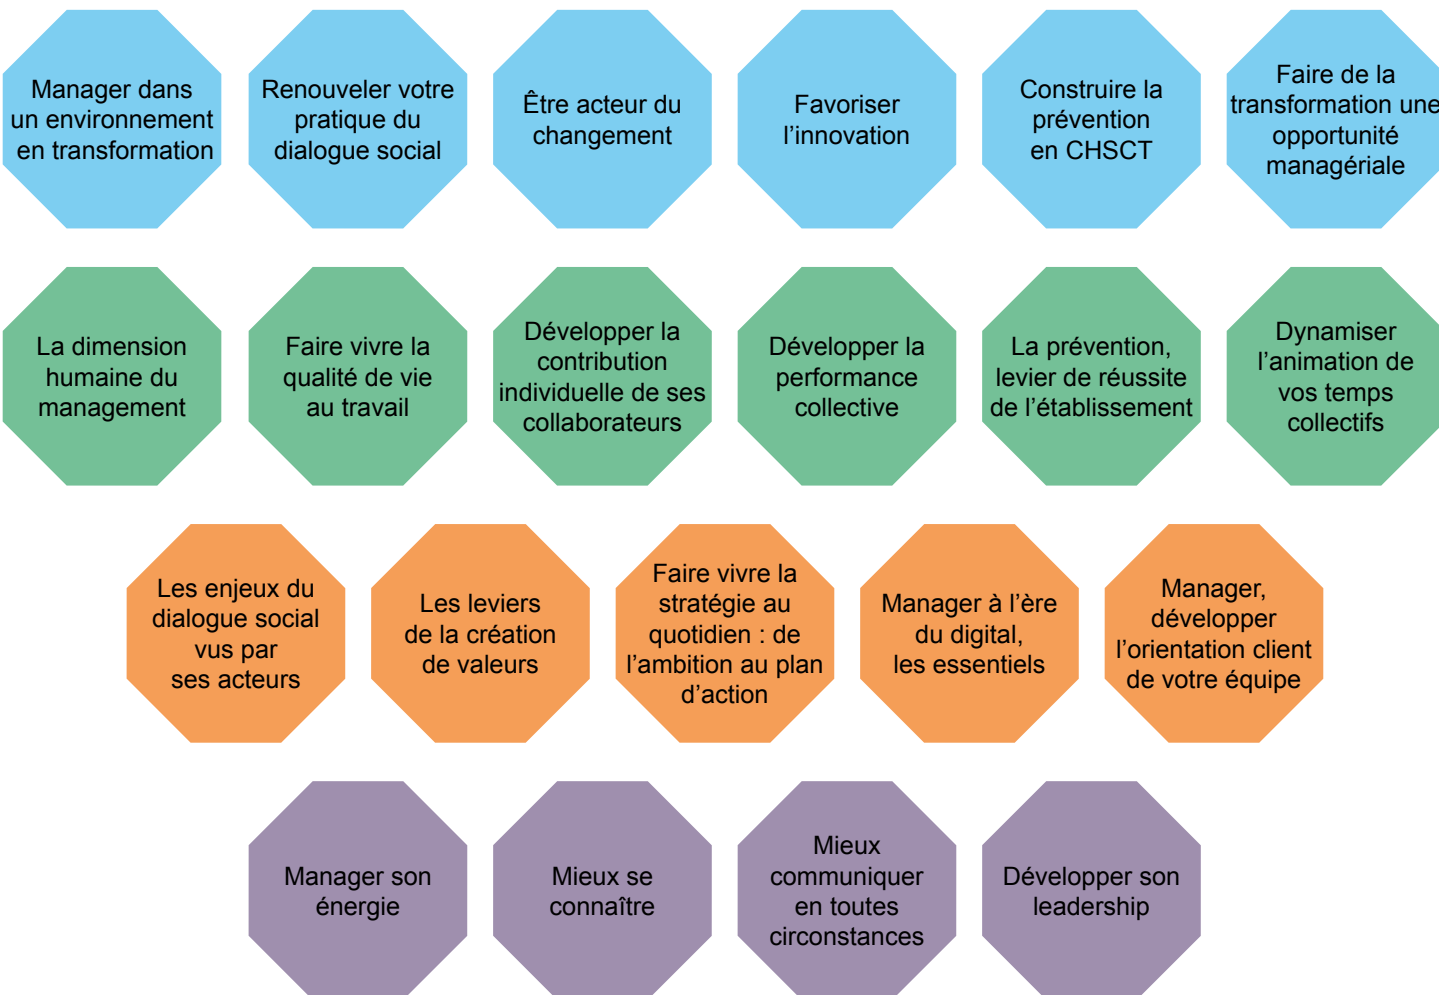 Manager dans
un environnement
en transformation
Renouveler votre
pratique du
dialogue social
Être acteur du
changement
Favoriser
l’innovation
Construire la
prévention
en CHSCT
Faire de la
transformation une
opportunité
managériale
La dimension
humaine du
management
Faire vivre la
qualité de vie
au travail
Développer la
contribution
individuelle de ses
collaborateurs
Développer la
performance
collective
La prévention,
levier de réussite
de l’établissement
Dynamiser
l’animation de
vos temps
collectifs
Les enjeux du
dialogue social
vus par
ses acteurs
Les leviers
de la création
de valeurs
Faire vivre la
stratégie au
quotidien : de
l’ambition au plan
d’action
Manager à l’ère
du digital,
les essentiels
Manager,
développer
l’orientation client
de votre équipe
Manager son
énergie
Mieux se
connaître
Mieux
communiquer
en toutes
circonstances
Développer son
leadership